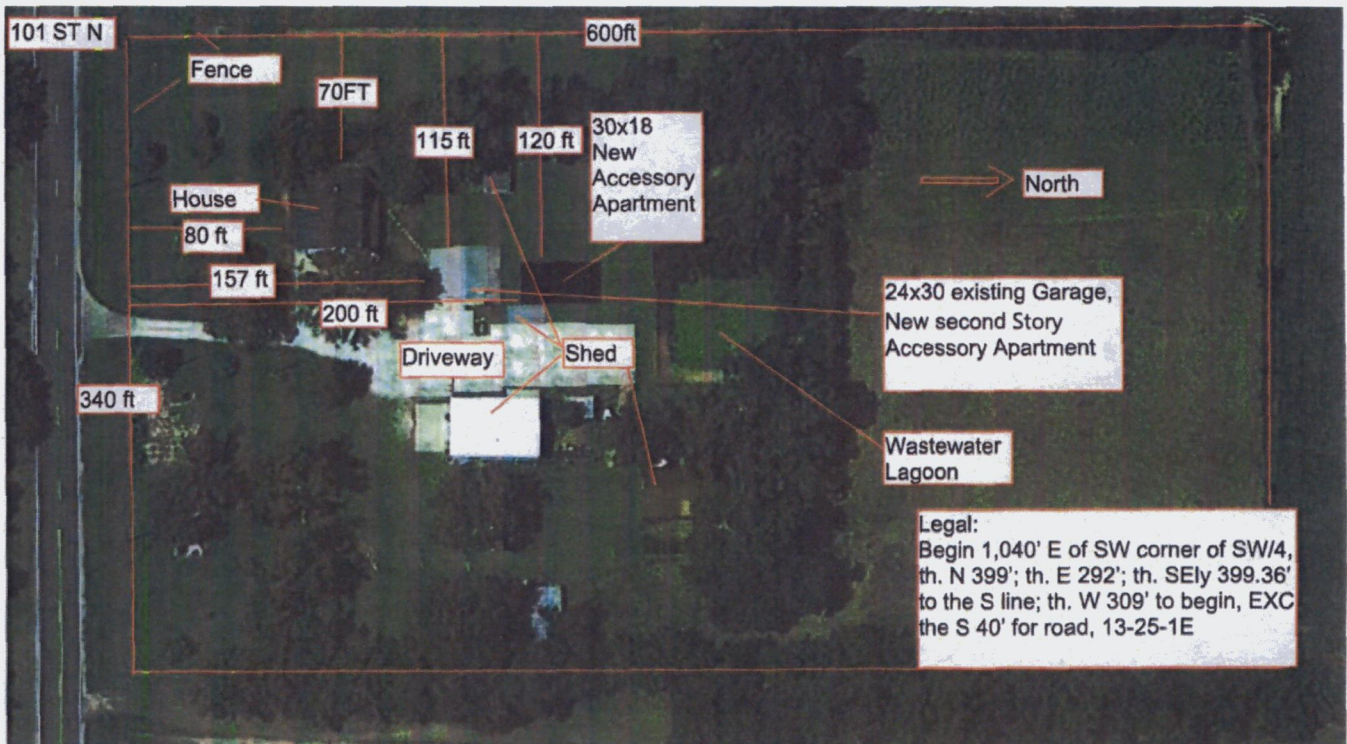 101 ST N
600ft
Fence
70FT
115 ft
120 ft
30x18
New
Accessory
Apartment
North
House
80 ft
157 ft
200 ft
24x30 existing Garage,
New second Story
Accessory Apartment
Driveway
Shed
340 ft
Wastewater
Lagoon
Legal:
Begin 1,040' E of SW corner of SW/4,
th. N 399'; th. E 292'; th. SEly 399.36'
to the S line; th. W 309' to begin, EXC
the S 40' for road, 13-25-1E